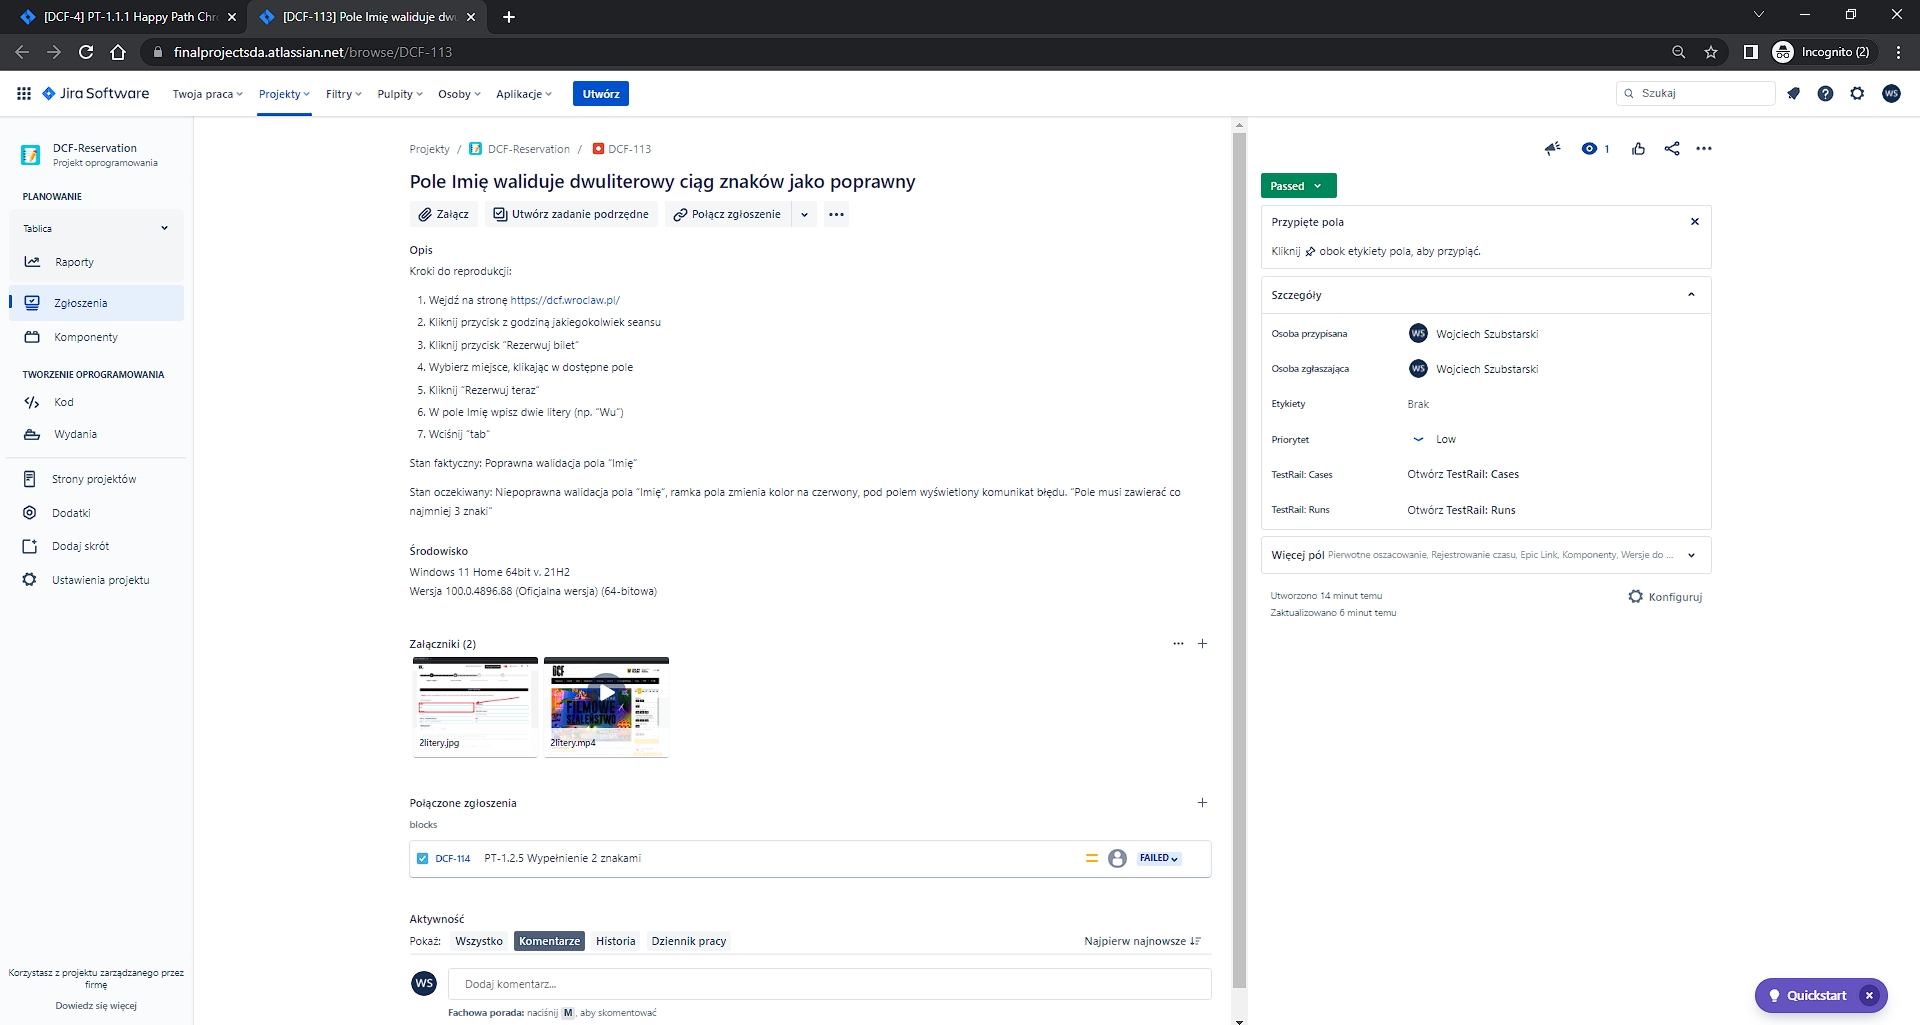 [DCF-4] PT-1.1.1 Happy Path Chr
[DCF-113] Pole Imię waliduje dwu
finalprojectsda.atlassian.net/browse/DCF-113
Incognito (2)
Jira Software
Twoja praca
Projekty
Filtry
Pulpity
Osoby
Aplikacje
Utwórz
Szukaj
WS
DCF-Reservation
Projekt oprogramowania
PLANOWANIE
Tablica
Raporty
Zgłoszenia
Komponenty
TWORZENIE OPROGRAMOWANIA
Kod
Wydania
Strony projektów
Dodatki
Dodaj skrót
Ustawienia projektu
Korzystasz z projektu zarządzanego przez
firmę
Dowiedz się więcej
Projekty / DCF-Reservation / DCF-113
Pole Imię waliduje dwuliterowy ciąg znaków jako poprawny
Załącz
Utwórz zadanie podrzędne
Połącz zgłoszenie
Opis
Kroki do reprodukcji:
1. Wejdź na stronę https://dcf.wroclaw.pl/
2. Kliknij przycisk z godziną jakiegokolwiek seansu
3. Kliknij przycisk "Rezerwuj bilet"
4. Wybierz miejsce, klikając w dostępne pole
5. Kliknij "Rezerwuj teraz"
6. W pole Imię wpisz dwie litery (np. "Wu")
7. Wciśnij "tab"
Stan faktyczny: Poprawna walidacja pola "Imię"
Stan oczekiwany: Niepoprawna walidacja pola "Imię", ramka pola zmienia kolor na czerwony, pod polem wyświetlony komunikat błędu. "Pole musi zawierać co
najmniej 3 znaki"
Środowisko
Windows 11 Home 64bit v. 21H2
Wersja 100.0.4896.88 (Oficjalna wersja) (64-bitowa)
Załączniki (2)
DCF
FILMOWE
SZALEŃSTWO
2litery.jpg
2litery.mp4
Połączone zgłoszenia
blocks
DCF-114 PT-1.2.5 Wypełnienie 2 znakami
FAILED
Aktywność
Pokaż:
Wszystko
Komentarze
Historia
Dziennik pracy
Najpierw najnowsze
WS
Dodaj komentarz...
Fachowa porada: naciśnij M, aby skomentować
1
Passed
Przypięte pola
Kliknij obok etykiety pola, aby przypiąć.
Szczegóły
Osoba przypisana
WS
Wojciech Szubstarski
Osoba zgłaszająca
WS
Wojciech Szubstarski
Etykiety
Brak
Priorytet
Low
TestRail: Cases
Otwórz TestRail: Cases
TestRail: Runs
Otwórz TestRail: Runs
Więcej pól Pierwotne oszacowanie, Rejestrowanie czasu, Epic Link, Komponenty, Wersje do ...
Utworzono 14 minut temu
Zaktualizowano 6 minut temu
Konfiguruj
Quickstart